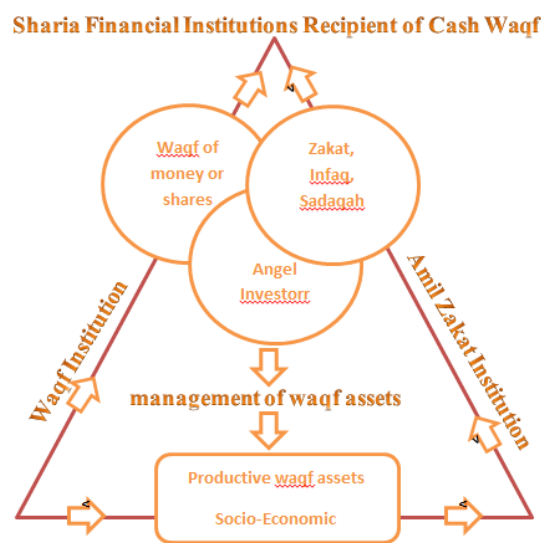 Sharia Financial Institutions Recipient of Cash Waqf
Waqf of
money or
shares
Zakat,
Infaq,
Sadaqah
Angel
Investorr
Waqf Institution
Amil Zakat Institution
management of waqf assets
Productive waqf assets
Socio-Economic